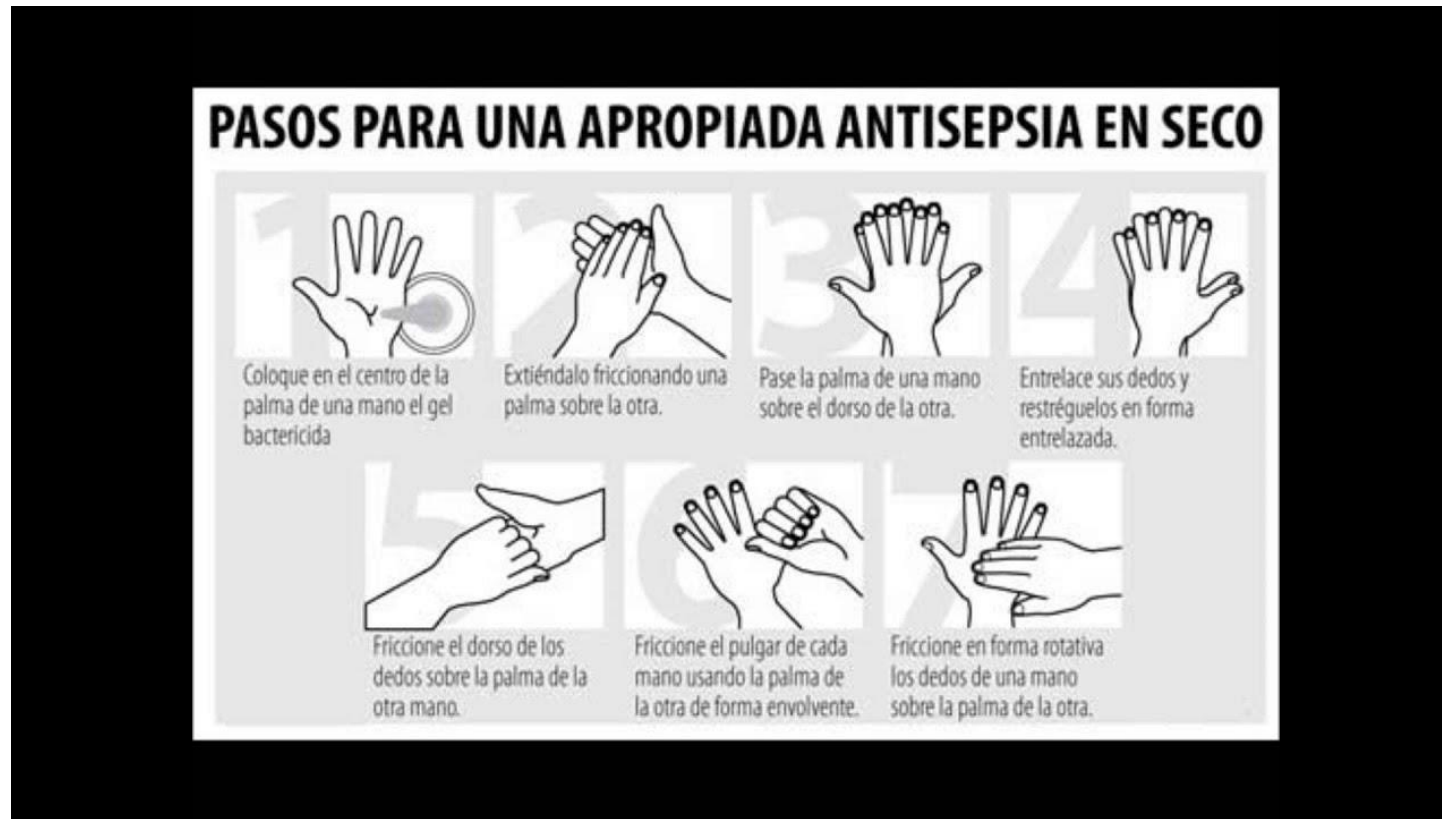 PASOS PARA UNA APROPIADA ANTISEPSIA EN SECO
1
Coloque en el centro de la
palma de una mano el gel
bactericida
2
Extiéndalo friccionando una
palma sobre la otra.
3
Pase la palma de una mano
sobre el dorso de la otra.
4
Entrelace sus dedos y
restréguelos en forma
entrelazada.
5
Friccione el dorso de los
dedos sobre la palma de la
otra mano.
6
Friccione el pulgar de cada
mano usando la palma de
la otra de forma envolvente.
7
Friccione en forma rotativa
los dedos de una mano
sobre la palma de la otra.